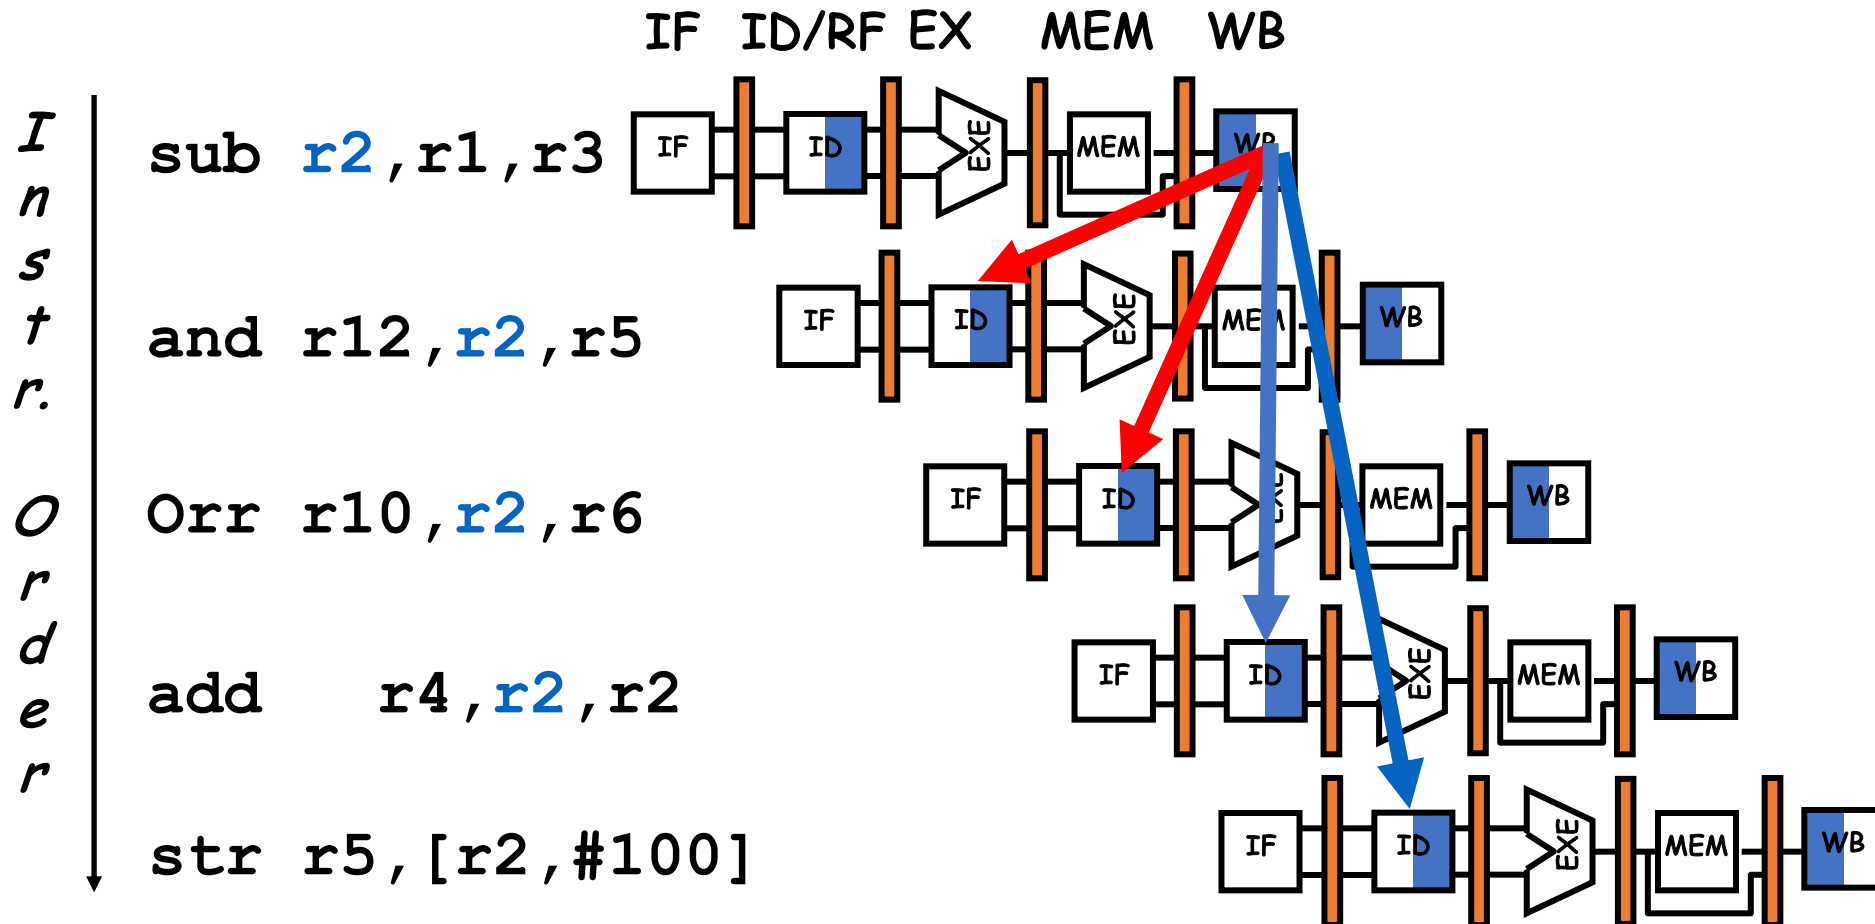 IF ID/RF EX MEM WB
Instr. Order
sub r2,r1,r3 IF ID EXE MEM WB
and r12,r2,r5 IF ID EXE MEM WB
Orr r10,r2,r6 IF ID EXE MEM WB
add r4,r2,r2 IF ID EXE MEM WB
str r5,[r2,#100] IF ID EXE MEM WB